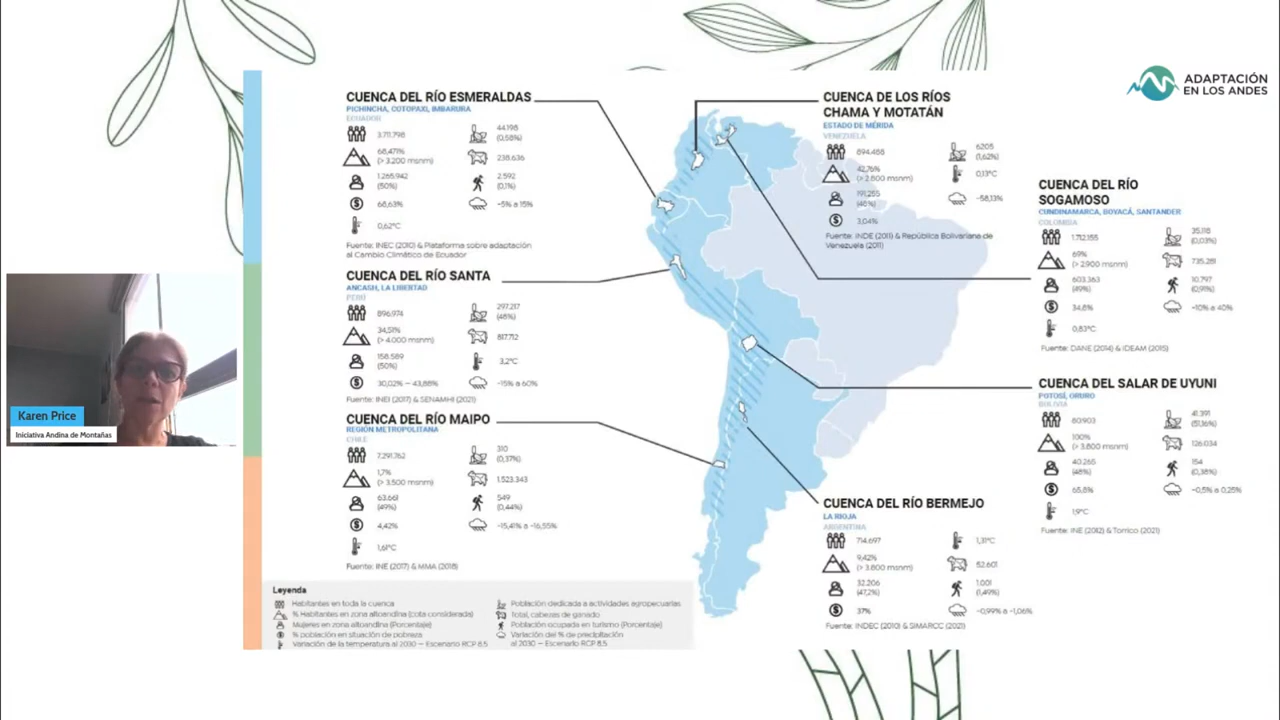 ADAPTACIÓN
EN LOS ANDES
CUENCA DEL RÍO ESMERALDAS
PICHINCHA, COTOPAXI, IMBABURA
ECUADOR
3.711.798
68,471%
(> 3.200 msnm)
1.265.942
(50%)
68,63%
0,62°C
44.198
(0,58%)
238.636
2.592
(0,1%)
-5% a 15%
Fuente: INEC (2010) & Plataforma sobre adaptación
al Cambio Climático de Ecuador
CUENCA DEL RÍO SANTA
ANCASH, LA LIBERTAD
PERÚ
896.974
34,51%
(> 4.000 msnm)
158.589
(50%)
30,02% – 43,88%
297.217
(48%)
817.712
3,2°C
-15% a 60%
Fuente: INEI (2017) & SENAMHI (2021)
CUENCA DEL RÍO MAIPO
REGIÓN METROPOLITANA
CHILE
7.291.762
1,7%
(> 3.500 msnm)
63.661
(49%)
4,42%
1,61°C
310
(0,37%)
1.523.343
549
(0,44%)
-15,41% a -16,55%
Fuente: INE (2017) & MMA (2018)
CUENCA DE LOS RÍOS
CHAMA Y MOTATÁN
ESTADO DE MÉRIDA
VENEZUELA
894.468
42,76%
(> 2.600 msnm)
191.255
(48%)
3,04%
6205
(1,62%)
0,13°C
-58,13%
Fuente: INDE (2011) & República Bolivariana de
Venezuela (2011)
CUENCA DEL RÍO
SOGAMOSO
CUNDINAMARCA, BOYACÁ, SANTANDER
COLOMBIA
1.712.155
69%
(> 2.900 msnm)
603.363
(49%)
34,8%
0,83°C
35.118
(0,03%)
735.281
10.797
(0,91%)
-10% a 40%
Fuente: DANE (2014) & IDEAM (2015)
CUENCA DEL SALAR DE UYUNI
POTOSÍ, ORURO
BOLIVIA
80.903
100%
(> 3.800 msnm)
40.265
(48%)
65,8%
1,9°C
41.391
(51,16%)
126.034
154
(0,38%)
-0,5% a 0,25%
Fuente: INE (2012) & Torrico (2021)
CUENCA DEL RÍO BERMEJO
LA RIOJA
ARGENTINA
714.697
9,42%
(> 3.800 msnm)
32.206
(47,2%)
37%
1,31°C
52.601
1.001
(1,49%)
-0,99% a -1,06%
Fuente: INDEC (2010) & SIMARCC (2021)
Karen Price
Iniciativa Andina de Montañas
Leyenda
Habitantes en toda la cuenca
% Habitantes en zona altoandina (cota considerada)
Mujeres en zona altoandina (Porcentaje)
% población en situación de pobreza
Variación de la temperatura al 2030 – Escenario RCP 8.5
Población dedicada a actividades agropecuarias
Total, cabezas de ganado
Población ocupada en turismo (Porcentaje)
Variación del % de precipitación
al 2030 – Escenario RCP 8.5